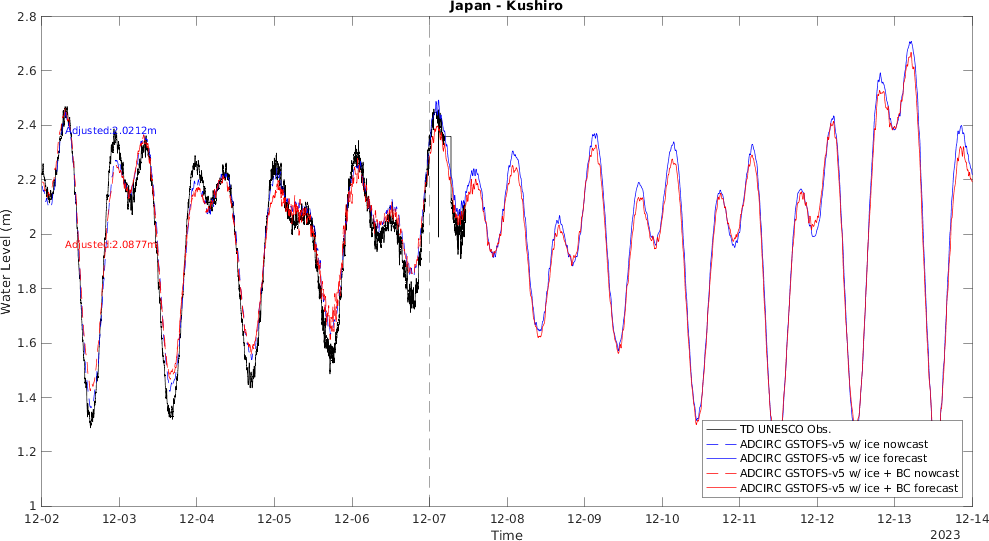 Japan - Kushiro
2.8
2.6
2.4
2.2
2
1.8
1.6
1.4
1.2
1
Water Level (m)
Adjusted:2.0212m
Adjusted:2.0877m
TD UNESCO Obs.
ADCIRC GSTOFS-v5 w/ ice nowcast
ADCIRC GSTOFS-v5 w/ ice forecast
ADCIRC GSTOFS-v5 w/ ice + BC nowcast
ADCIRC GSTOFS-v5 w/ ice + BC forecast
12-02 12-03 12-04 12-05 12-06 12-07 12-08 12-09 12-10 12-11 12-12 12-13 12-14
Time
2023